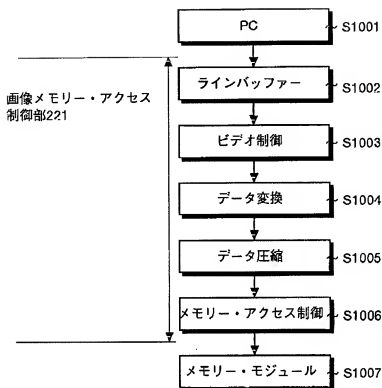 PC
S1001
画像メモリー・アクセス
制御部221
ラインバッファー
S1002
ビデオ制御
S1003
データ変換
S1004
データ圧縮
S1005
メモリー・アクセス制御
S1006
メモリー・モジュール
S1007